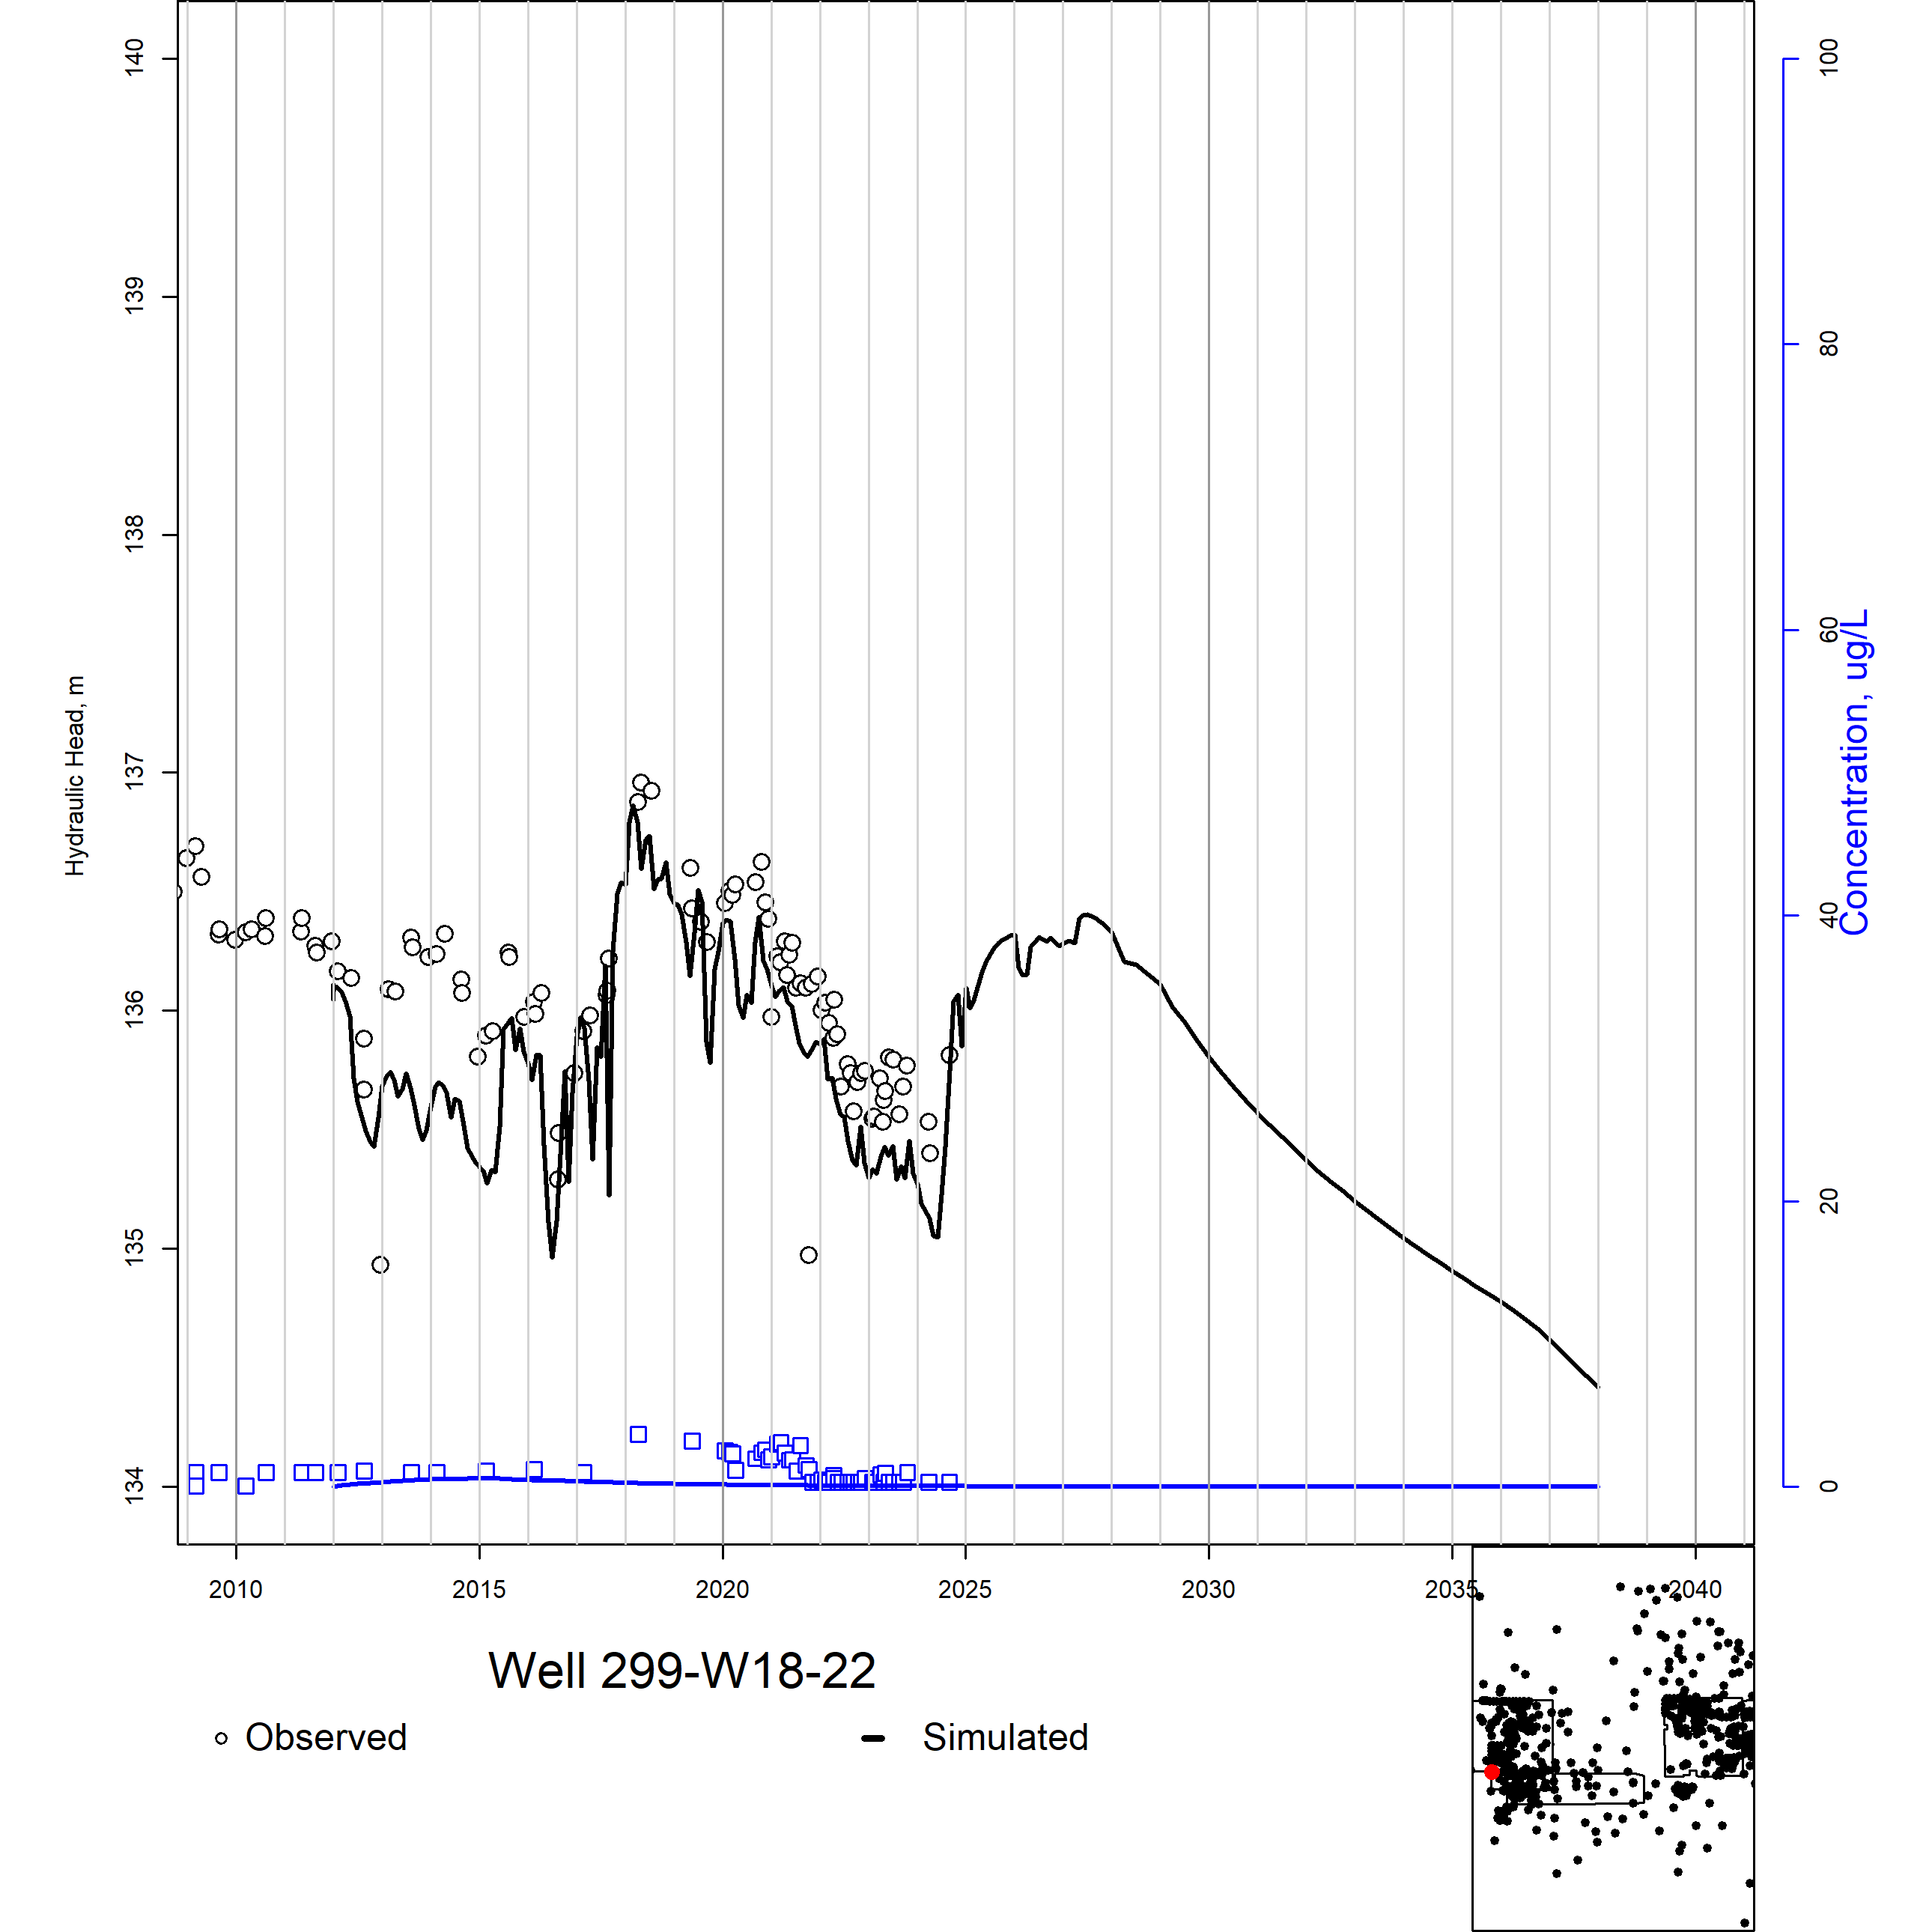 140
139
138
137
136
135
134
Hydraulic Head, m
100
80
60
40
20
0
Concentration, ug/L
2010 2015 2020 2025 2030 2035 2040
Well 299-W18-22
Observed Simulated